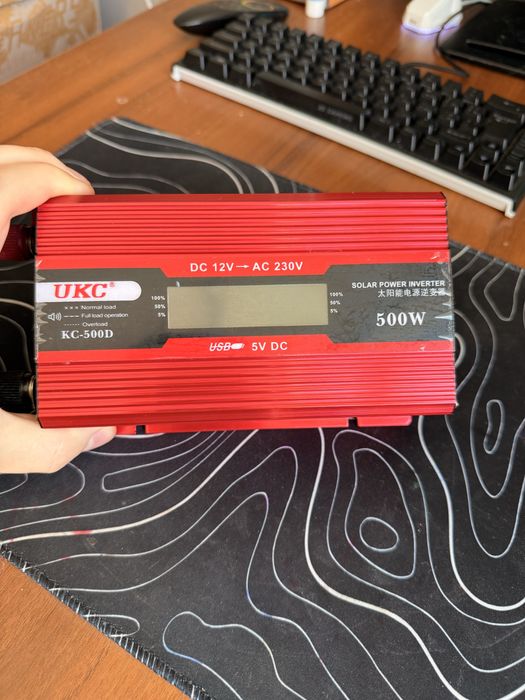 DC 12V → AC 230V
UKC®
×××× Normal load
—·— Full load operation
------ Overload
KC-500D
100%
50%
5%
100%
50%
5%
SOLAR POWER INVERTER
太阳能电源逆变器
500W
USB 5V DC